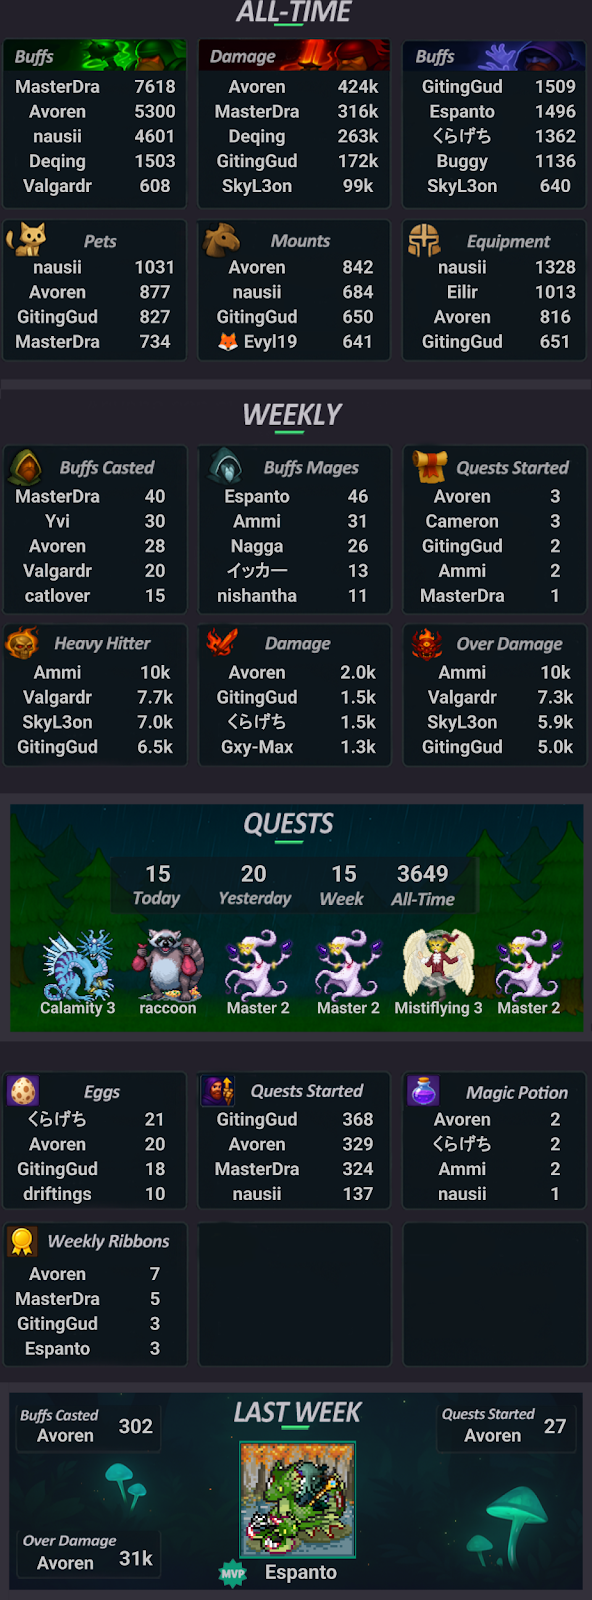 ALL-TIME
Buffs
MasterDra 7618
Avoren 5300
nausii 4601
Deqing 1503
Valgardr 608
Damage
Avoren 424k
MasterDra 316k
Deqing 263k
GitingGud 172k
SkyL3on 99k
Buffs
GitingGud 1509
Espanto 1496
くらげち 1362
Buggy 1136
SkyL3on 640
Pets
nausii 1031
Avoren 877
GitingGud 827
MasterDra 734
Mounts
Avoren 842
nausii 684
GitingGud 650
🦊 Evyl19 641
Equipment
nausii 1328
Eilir 1013
Avoren 816
GitingGud 651
WEEKLY
Buffs Casted
MasterDra 40
Yvi 30
Avoren 28
Valgardr 20
catlover 15
Buffs Mages
Espanto 46
Ammi 31
Nagga 26
イッカー 13
nishantha 11
Quests Started
Avoren 3
Cameron 3
GitingGud 2
Ammi 2
MasterDra 1
Heavy Hitter
Ammi 10k
Valgardr 7.7k
SkyL3on 7.0k
GitingGud 6.5k
Damage
Avoren 2.0k
GitingGud 1.5k
くらげち 1.5k
Gxy-Max 1.3k
Over Damage
Ammi 10k
Valgardr 7.3k
SkyL3on 5.9k
GitingGud 5.0k
QUESTS
15 20 15 3649
Today Yesterday Week All-Time
Calamity 3 raccoon Master 2 Master 2 Mistiflying 3 Master 2
Eggs
くらげち 21
Avoren 20
GitingGud 18
driftings 10
Quests Started
GitingGud 368
Avoren 329
MasterDra 324
nausii 137
Magic Potion
Avoren 2
くらげち 2
Ammi 2
nausii 1
Weekly Ribbons
Avoren 7
MasterDra 5
GitingGud 3
Espanto 3
LAST WEEK
Buffs Casted
Avoren 302
Quests Started
Avoren 27
Over Damage
Avoren 31k
MVP Espanto